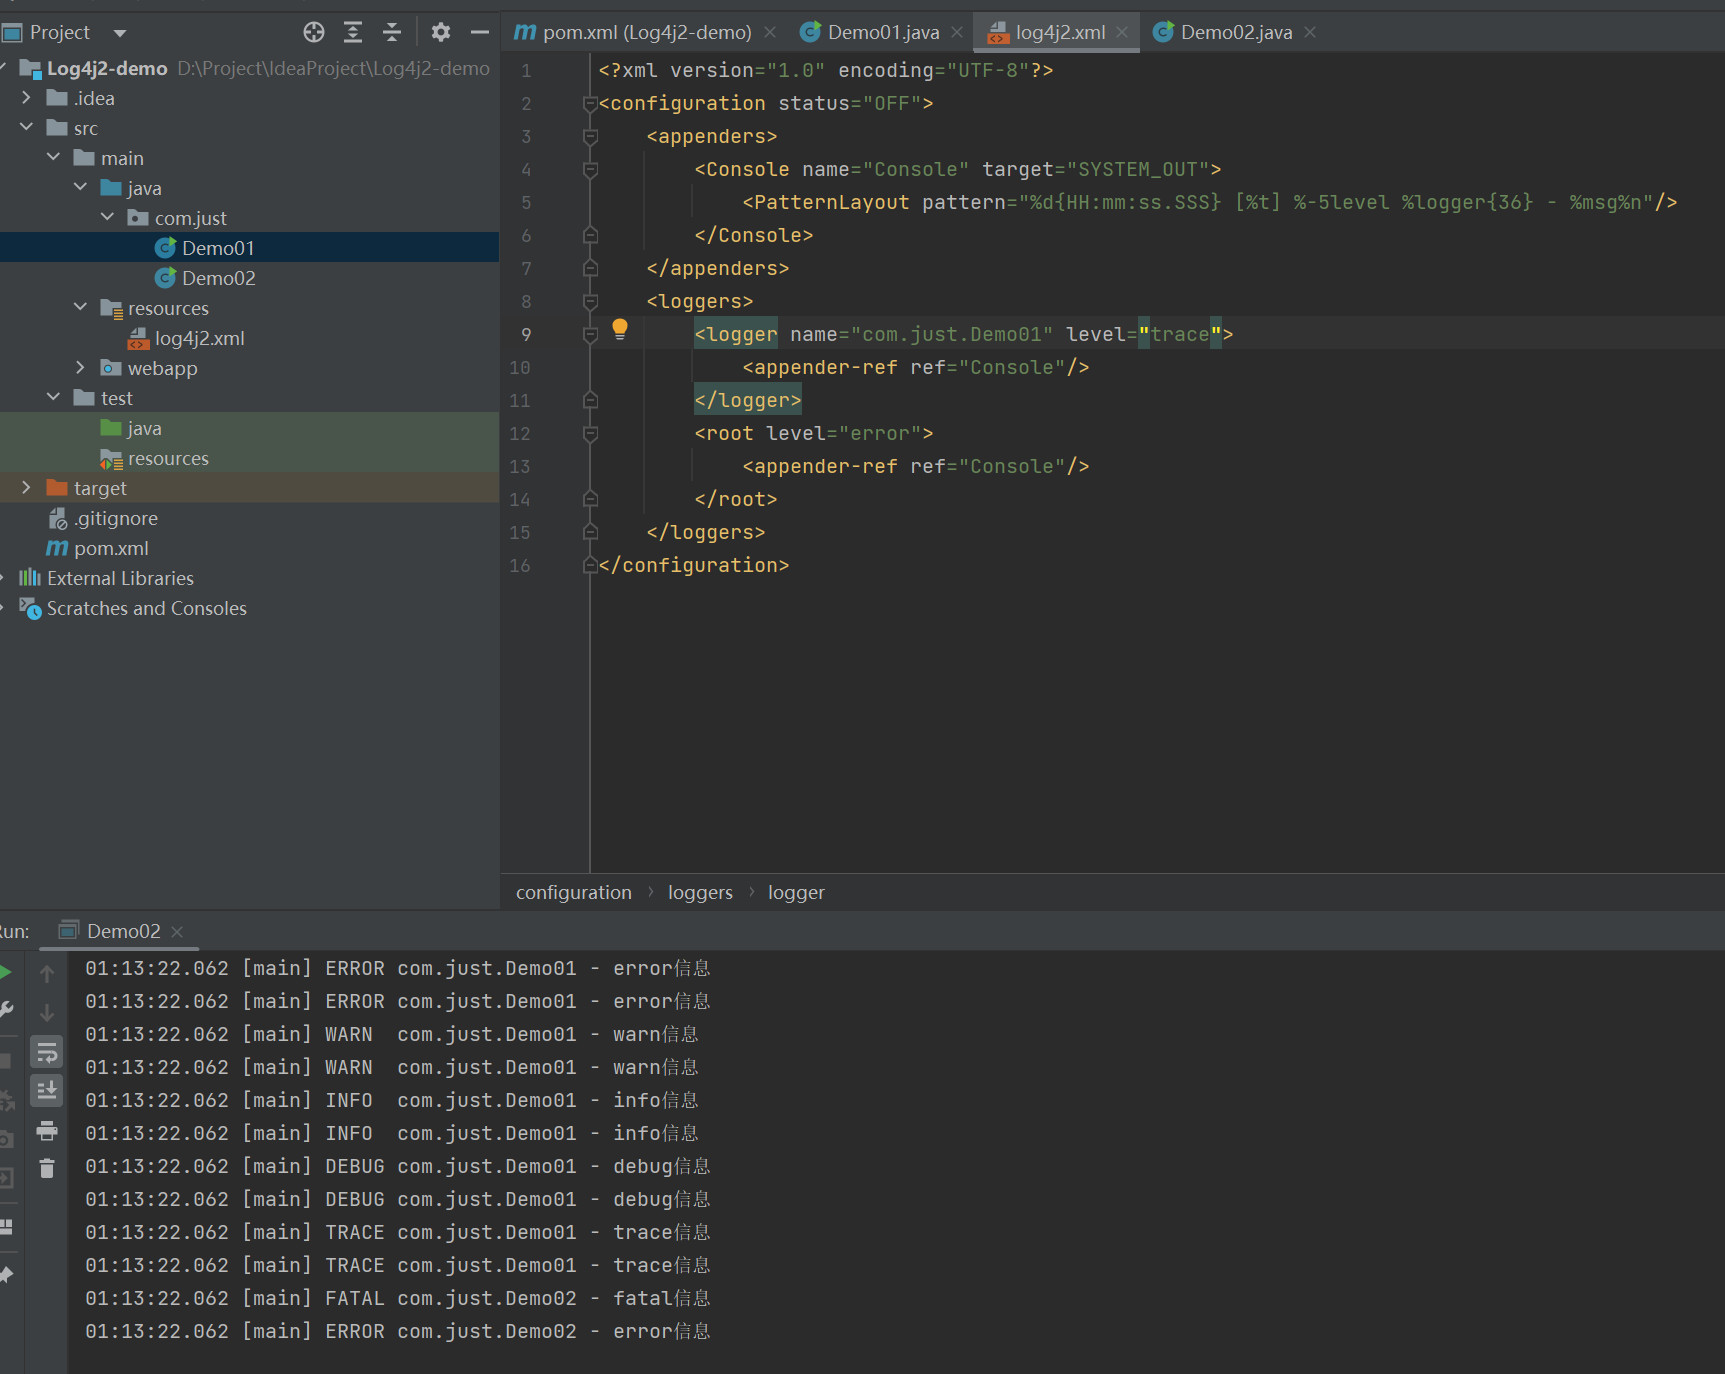 Project
Log4j2-demo D:\Project\IdeaProject\Log4j2-demo
.idea
src
main
java
com.just
Demo01
Demo02
resources
log4j2.xml
webapp
test
java
resources
target
.gitignore
pom.xml
External Libraries
Scratches and Consoles
pom.xml (Log4j2-demo) Demo01.java log4j2.xml Demo02.java
1 <?xml version="1.0" encoding="UTF-8"?>
2 <configuration status="OFF">
3 <appenders>
4 <Console name="Console" target="SYSTEM_OUT">
5 <PatternLayout pattern="%d{HH:mm:ss.SSS} [%t] %-5level %logger{36} - %msg%n"/>
6 </Console>
7 </appenders>
8 <loggers>
9 <logger name="com.just.Demo01" level="trace">
10 <appender-ref ref="Console"/>
11 </logger>
12 <root level="error">
13 <appender-ref ref="Console"/>
14 </root>
15 </loggers>
16 </configuration>
configuration › loggers › logger
un: Demo02
01:13:22.062 [main] ERROR com.just.Demo01 - error信息
01:13:22.062 [main] ERROR com.just.Demo01 - error信息
01:13:22.062 [main] WARN  com.just.Demo01 - warn信息
01:13:22.062 [main] WARN  com.just.Demo01 - warn信息
01:13:22.062 [main] INFO  com.just.Demo01 - info信息
01:13:22.062 [main] INFO  com.just.Demo01 - info信息
01:13:22.062 [main] DEBUG com.just.Demo01 - debug信息
01:13:22.062 [main] DEBUG com.just.Demo01 - debug信息
01:13:22.062 [main] TRACE com.just.Demo01 - trace信息
01:13:22.062 [main] TRACE com.just.Demo01 - trace信息
01:13:22.062 [main] FATAL com.just.Demo02 - fatal信息
01:13:22.062 [main] ERROR com.just.Demo02 - error信息